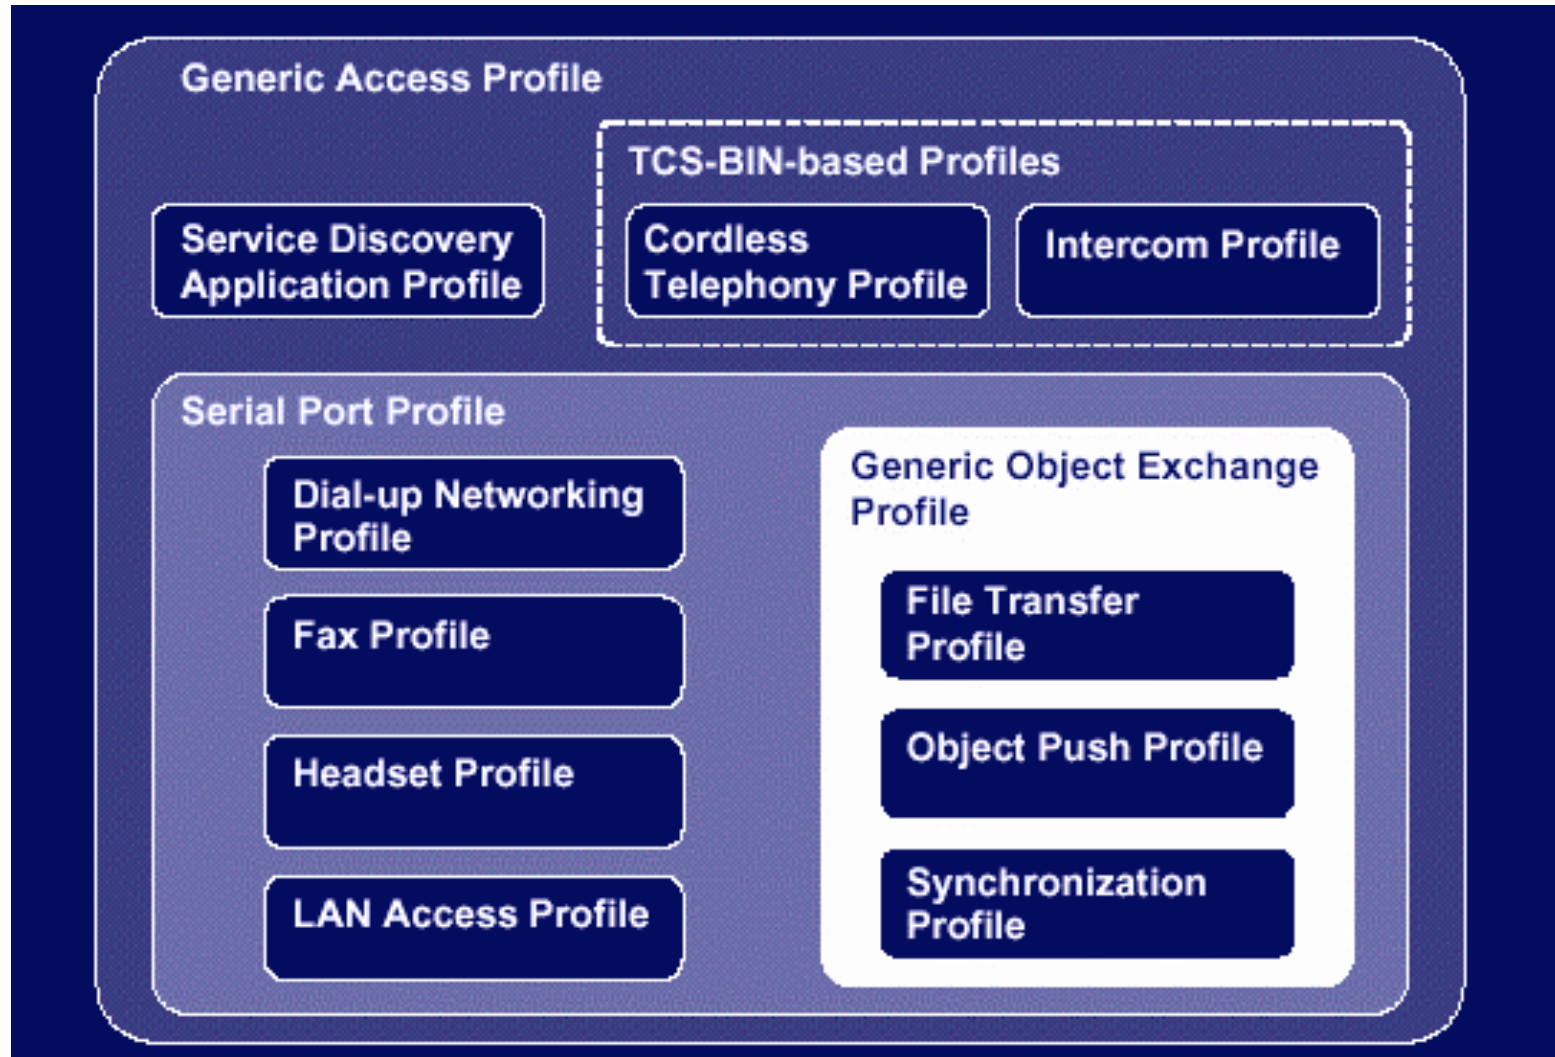 Generic Access Profile
TCS-BIN-based Profiles
Service Discovery
Application Profile
Cordless
Telephony Profile
Intercom Profile
Serial Port Profile
Dial-up Networking
Profile
Fax Profile
Headset Profile
LAN Access Profile
Generic Object Exchange
Profile
File Transfer
Profile
Object Push Profile
Synchronization
Profile